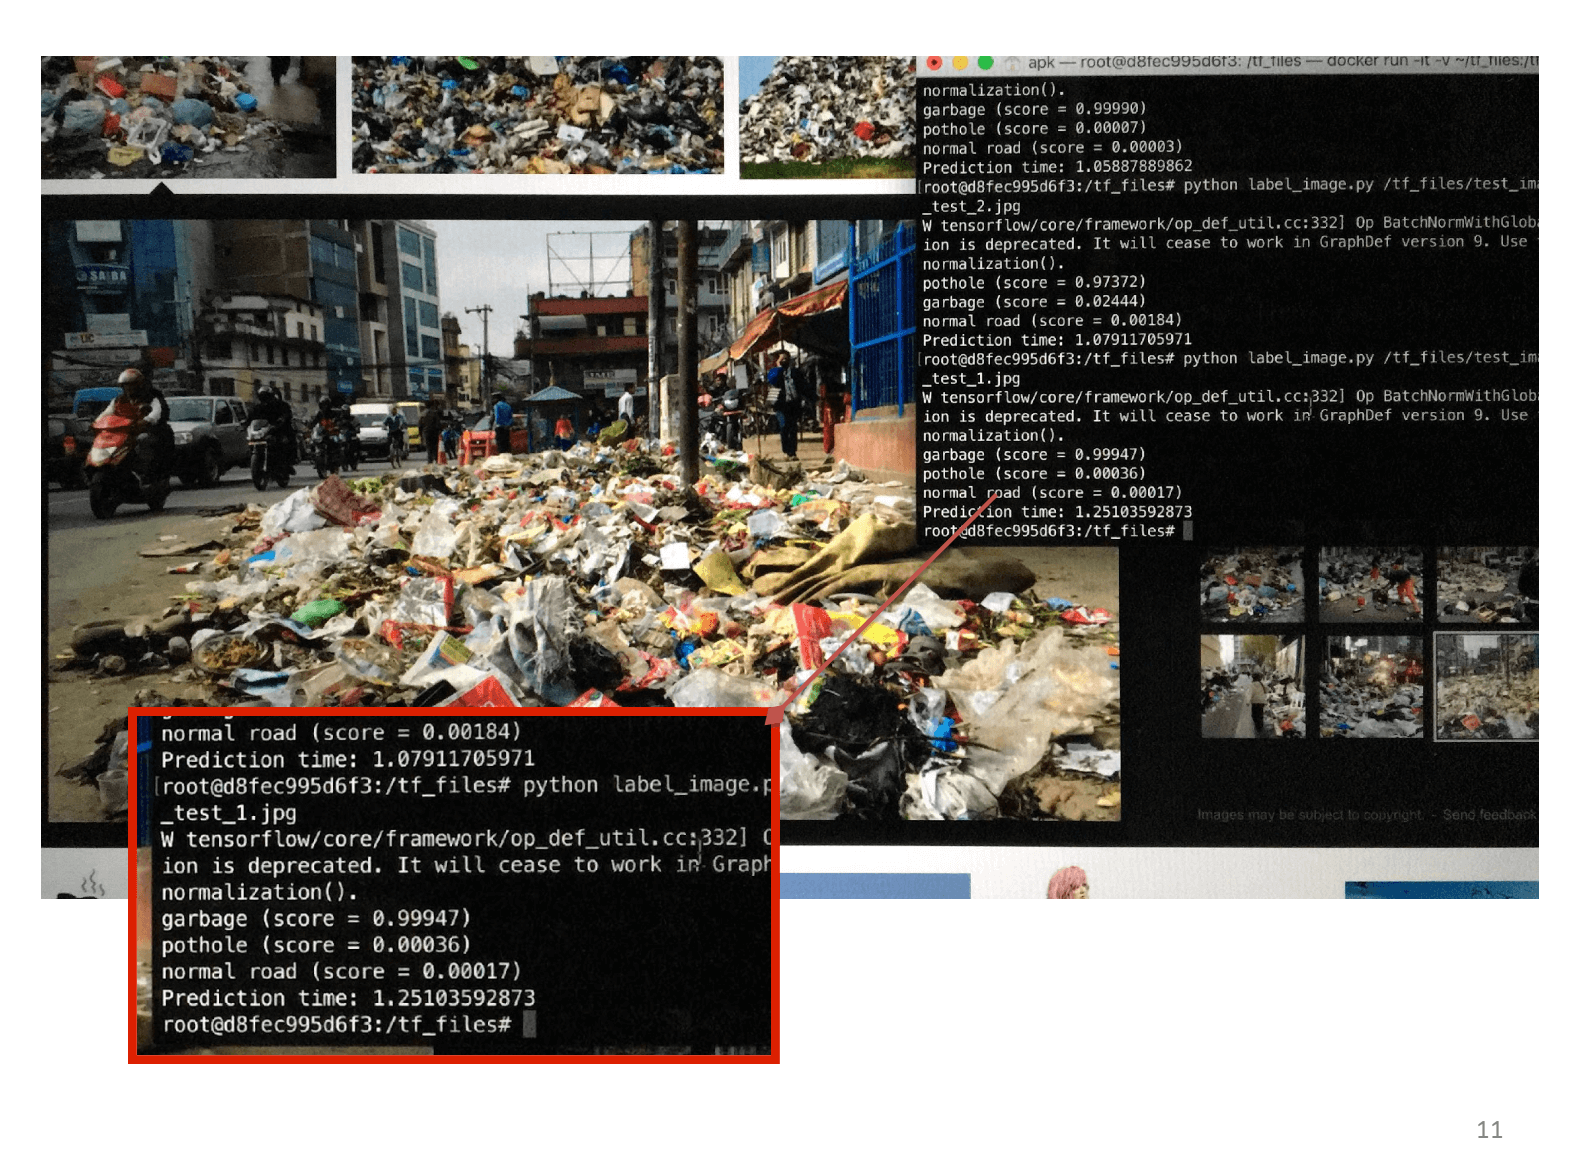 apk — root@d8fec995d6f3: /tf_files — docker run -it -v ~/tf_files:/
normalization().
garbage (score = 0.99990)
pothole (score = 0.00007)
normal road (score = 0.00003)
Prediction time: 1.05887889862
[root@d8fec995d6f3:/tf_files# python label_image.py /tf_files/test_im
_test_2.jpg
W tensorflow/core/framework/op_def_util.cc:332] Op BatchNormWithGloba
ion is deprecated. It will cease to work in GraphDef version 9. Use
normalization().
pothole (score = 0.97372)
garbage (score = 0.02444)
normal road (score = 0.00184)
Prediction time: 1.07911705971
[root@d8fec995d6f3:/tf_files# python label_image.py /tf_files/test_im
_test_1.jpg
W tensorflow/core/framework/op_def_util.cc:332] Op BatchNormWithGloba
ion is deprecated. It will cease to work in GraphDef version 9. Use
normalization().
garbage (score = 0.99947)
pothole (score = 0.00036)
normal road (score = 0.00017)
Prediction time: 1.25103592873
root@d8fec995d6f3:/tf_files#
SAIBA
Images may be subject to copyright. - Send feedback
normal road (score = 0.00184)
Prediction time: 1.07911705971
[root@d8fec995d6f3:/tf_files# python label_image.p
_test_1.jpg
W tensorflow/core/framework/op_def_util.cc:332] O
ion is deprecated. It will cease to work in Graph
normalization().
garbage (score = 0.99947)
pothole (score = 0.00036)
normal road (score = 0.00017)
Prediction time: 1.25103592873
root@d8fec995d6f3:/tf_files#
11